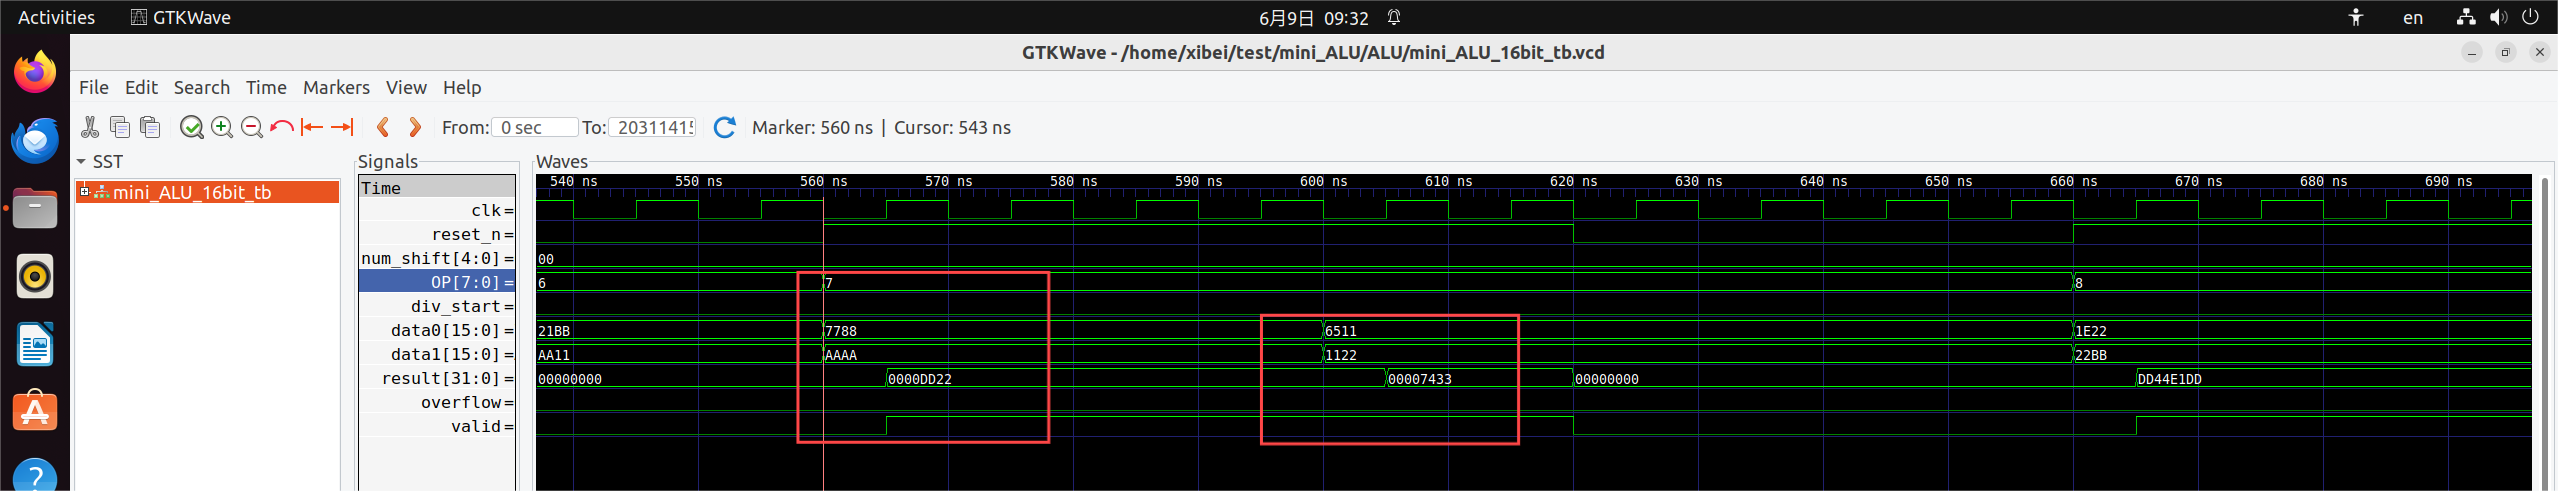 Activities GTKWave 6月9日 09:32 en
GTKWave - /home/xibei/test/mini_ALU/ALU/mini_ALU_16bit_tb.vcd
File Edit Search Time Markers View Help
From: 0 sec To: 20311415 Marker: 560 ns | Cursor: 543 ns
SST
mini_ALU_16bit_tb
Signals
Time
clk=
reset_n=
num_shift[4:0]=
OP[7:0]=
div_start=
data0[15:0]=
data1[15:0]=
result[31:0]=
overflow=
valid=
Waves
540 ns 550 ns 560 ns 570 ns 580 ns 590 ns 600 ns 610 ns 620 ns 630 ns 640 ns 650 ns 660 ns 670 ns 680 ns 690 ns
00
6 7 8
21BB 7788 6511 1E22
AA11 AAAA 1122 22BB
00000000 0000DD22 00007433 00000000 DD44E1DD